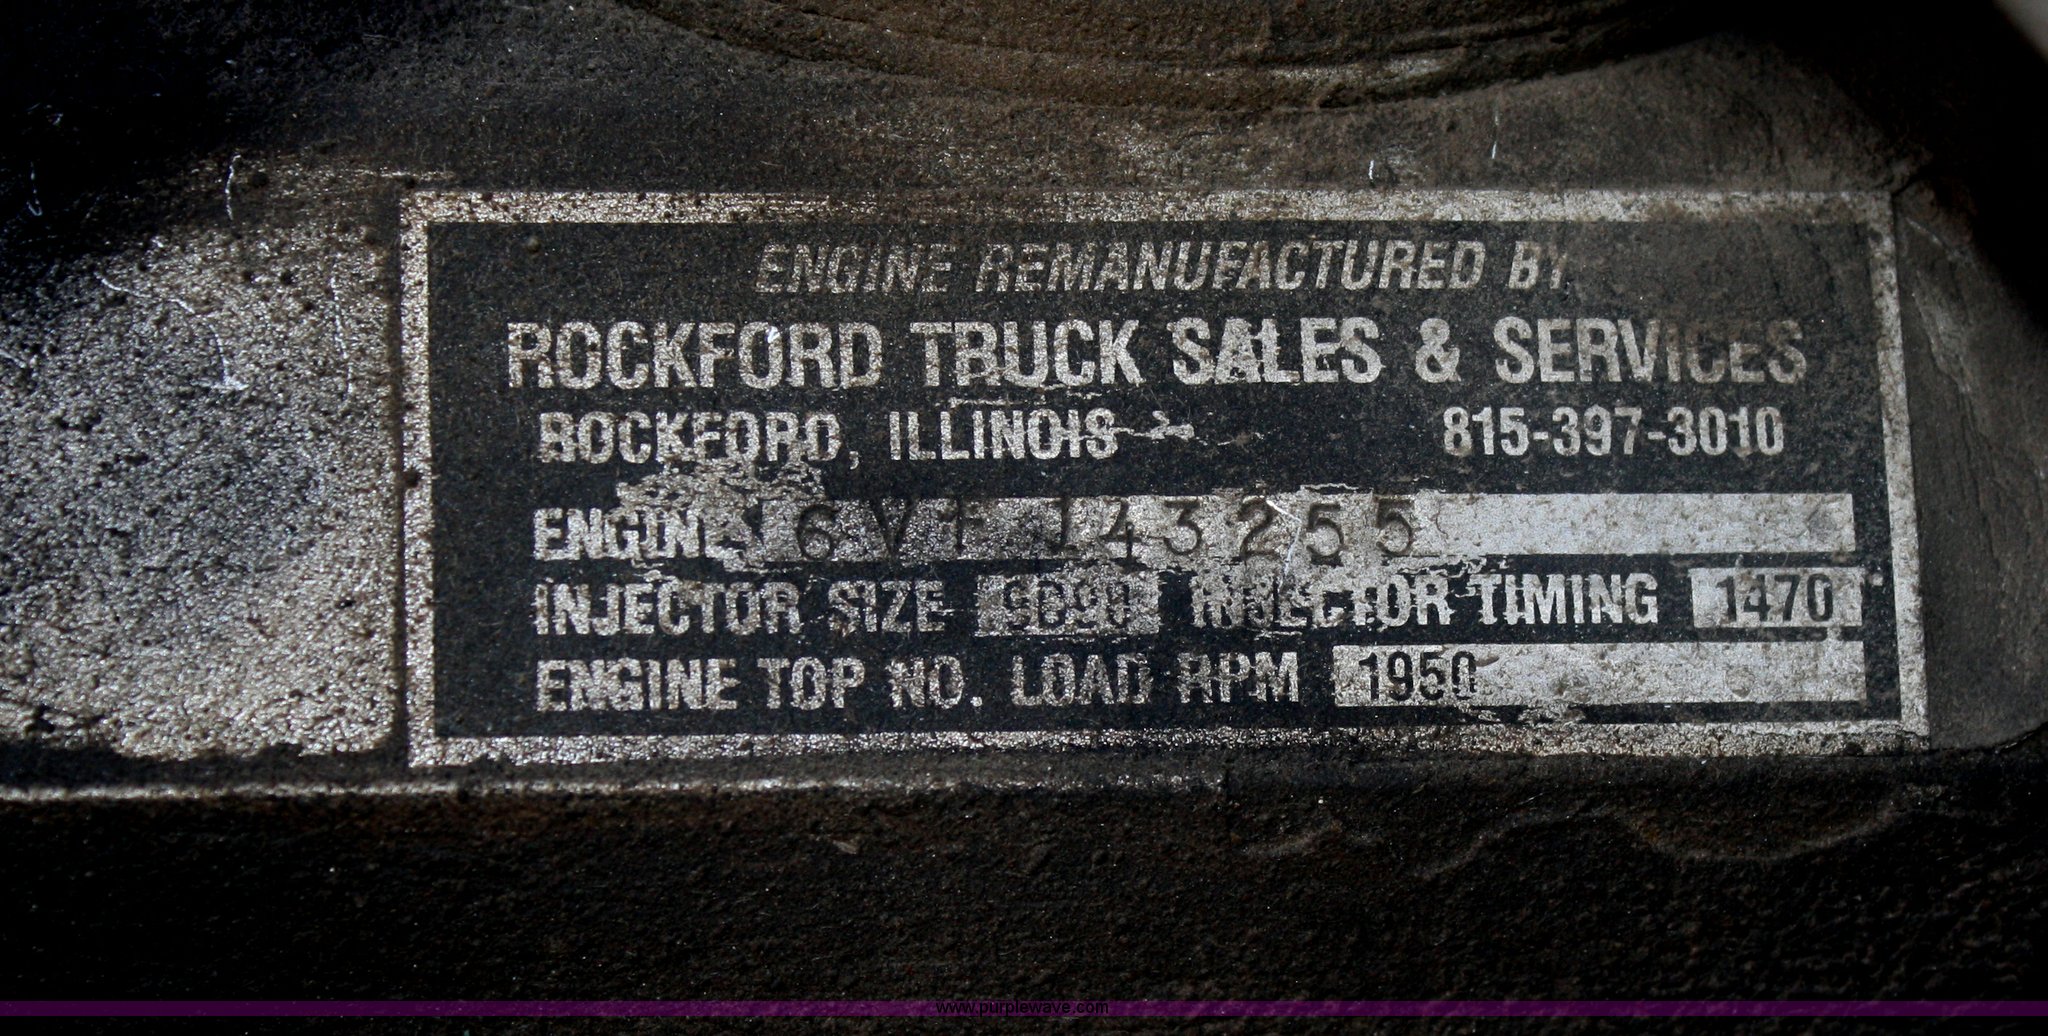 ENGINE REMANUFACTURED BY
ROCKFORD TRUCK SALES & SERVICES
ROCKFORD, ILLINOIS 815-397-3010
ENGINE 6VF 143255
INJECTOR SIZE 9B90 INJECTOR TIMING 1470
ENGINE TOP NO. LOAD RPM 1950
www.purplewave.com